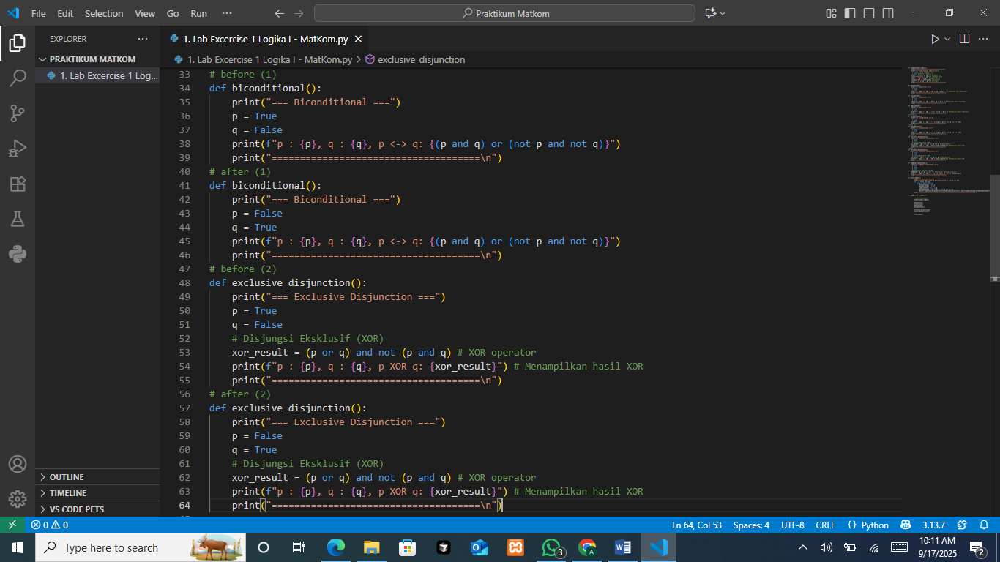 File Edit Selection View Go Run ··· Praktikum Matkom
EXPLORER ···
PRAKTIKUM MATKOM
1. Lab Excercise 1 Log...
OUTLINE
TIMELINE
VS CODE PETS
1. Lab Excercise 1 Logika I - MatKom.py
1. Lab Excercise 1 Logika I - MatKom.py > exclusive_disjunction
33 # before (1)
34 def biconditional():
35     print("=== Biconditional ===")
36     p = True
37     q = False
38     print(f"p : {p}, q : {q}, p <-> q: {(p and q) or (not p and not q)}")
39     print("=====================================\n")
40 # after (1)
41 def biconditional():
42     print("=== Biconditional ===")
43     p = False
44     q = True
45     print(f"p : {p}, q : {q}, p <-> q: {(p and q) or (not p and not q)}")
46     print("=====================================\n")
47 # before (2)
48 def exclusive_disjunction():
49     print("=== Exclusive Disjunction ===")
50     p = True
51     q = False
52     # Disjungsi Eksklusif (XOR)
53     xor_result = (p or q) and not (p and q) # XOR operator
54     print(f"p : {p}, q : {q}, p XOR q: {xor_result}") # Menampilkan hasil XOR
55     print("=====================================\n")
56 # after (2)
57 def exclusive_disjunction():
58     print("=== Exclusive Disjunction ===")
59     p = False
60     q = True
61     # Disjungsi Eksklusif (XOR)
62     xor_result = (p or q) and not (p and q) # XOR operator
63     print(f"p : {p}, q : {q}, p XOR q: {xor_result}") # Menampilkan hasil XOR
64     print("=====================================\n")
0 0 Ln 64, Col 53 Spaces: 4 UTF-8 CRLF {} Python 3.13.7
Type here to search 3 10:11 AM
9/17/2025 2